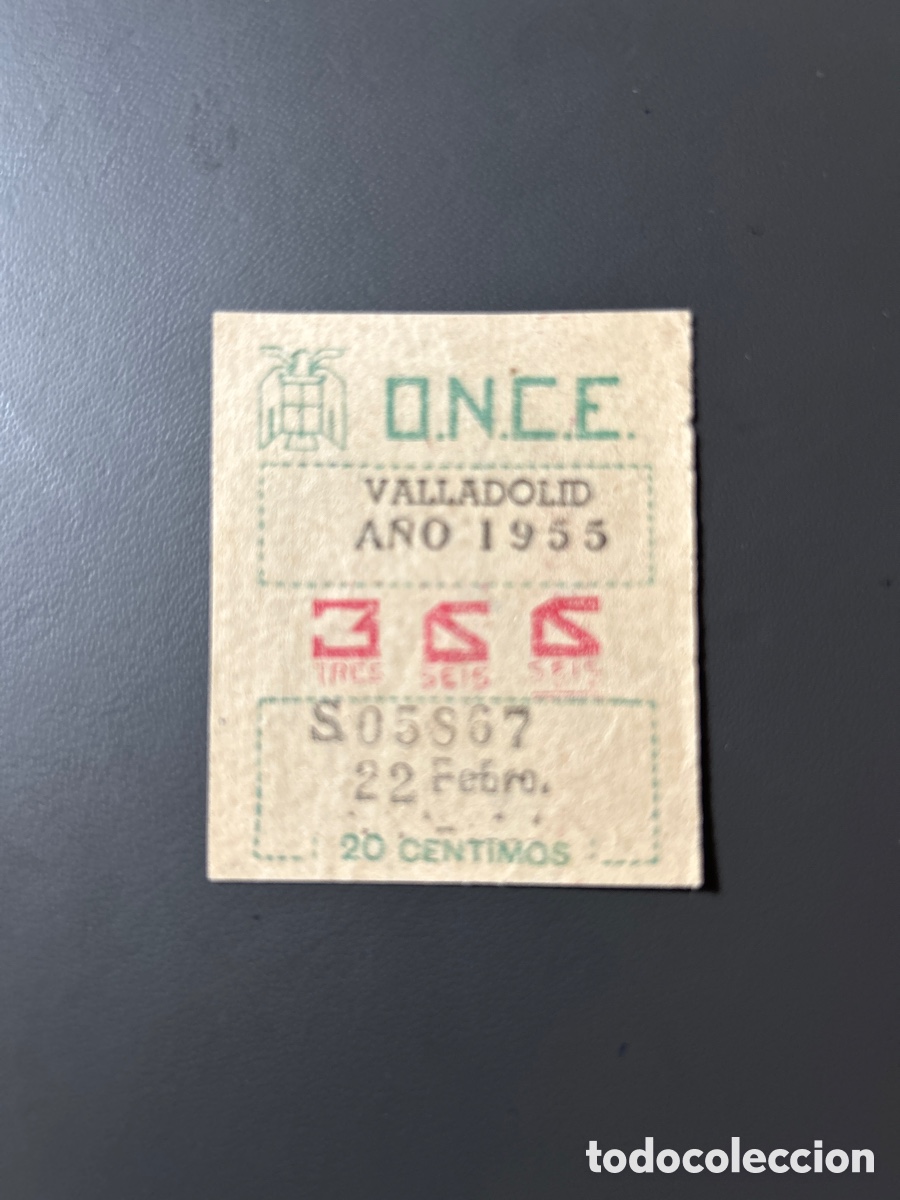 O.N.C.E.
VALLADOLID
AÑO 1955
3 6 6
TRES SEIS SEIS
S 05867
22 Febro.
20 CENTIMOS
todocoleccion